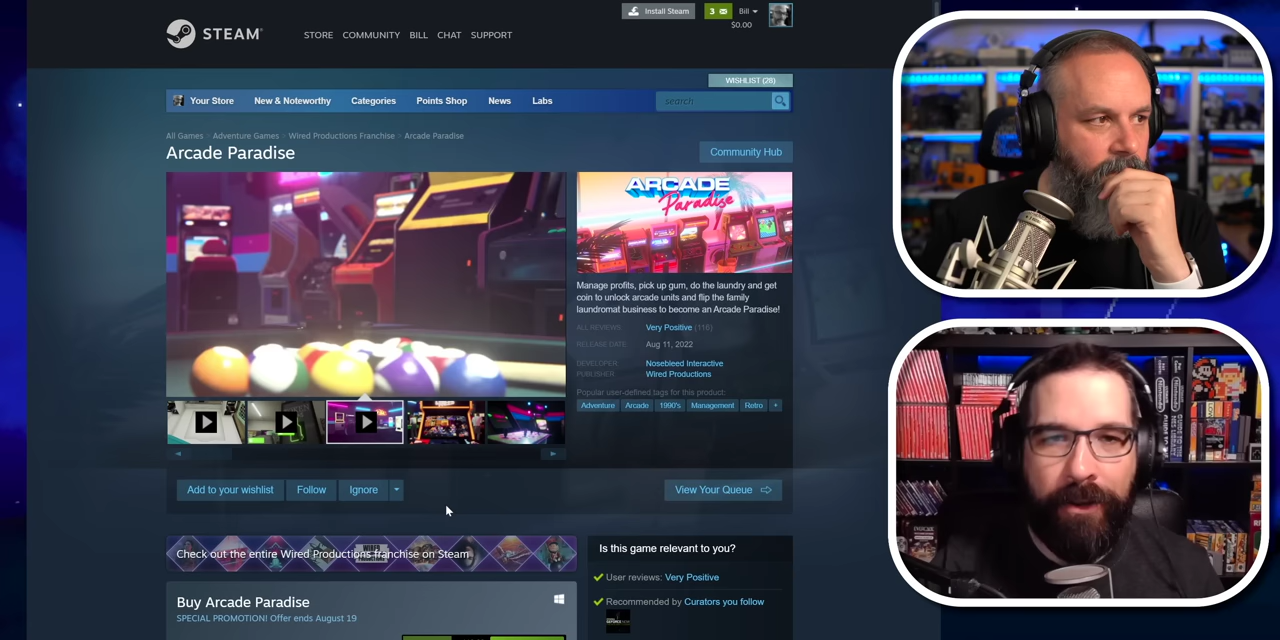 Install Steam
3
Bill
$0.00
STEAM
STORE COMMUNITY BILL CHAT SUPPORT
WISHLIST (28)
Your Store New & Noteworthy Categories Points Shop News Labs
search
All Games > Adventure Games > Wired Productions Franchise > Arcade Paradise
Arcade Paradise
Community Hub
ARCADE
Paradise
Manage profits, pick up gum, do the laundry and get
coin to unlock arcade units and flip the family
laundromat business to become an Arcade Paradise!
ALL REVIEWS: Very Positive (116)
RELEASE DATE: Aug 11, 2022
DEVELOPER: Nosebleed Interactive
PUBLISHER: Wired Productions
Popular user-defined tags for this product:
Adventure Arcade 1990's Management Retro +
Add to your wishlist Follow Ignore
View Your Queue
Check out the entire Wired Productions franchise on Steam
Is this game relevant to you?
User reviews: Very Positive
Recommended by Curators you follow
Buy Arcade Paradise
SPECIAL PROMOTION! Offer ends August 19